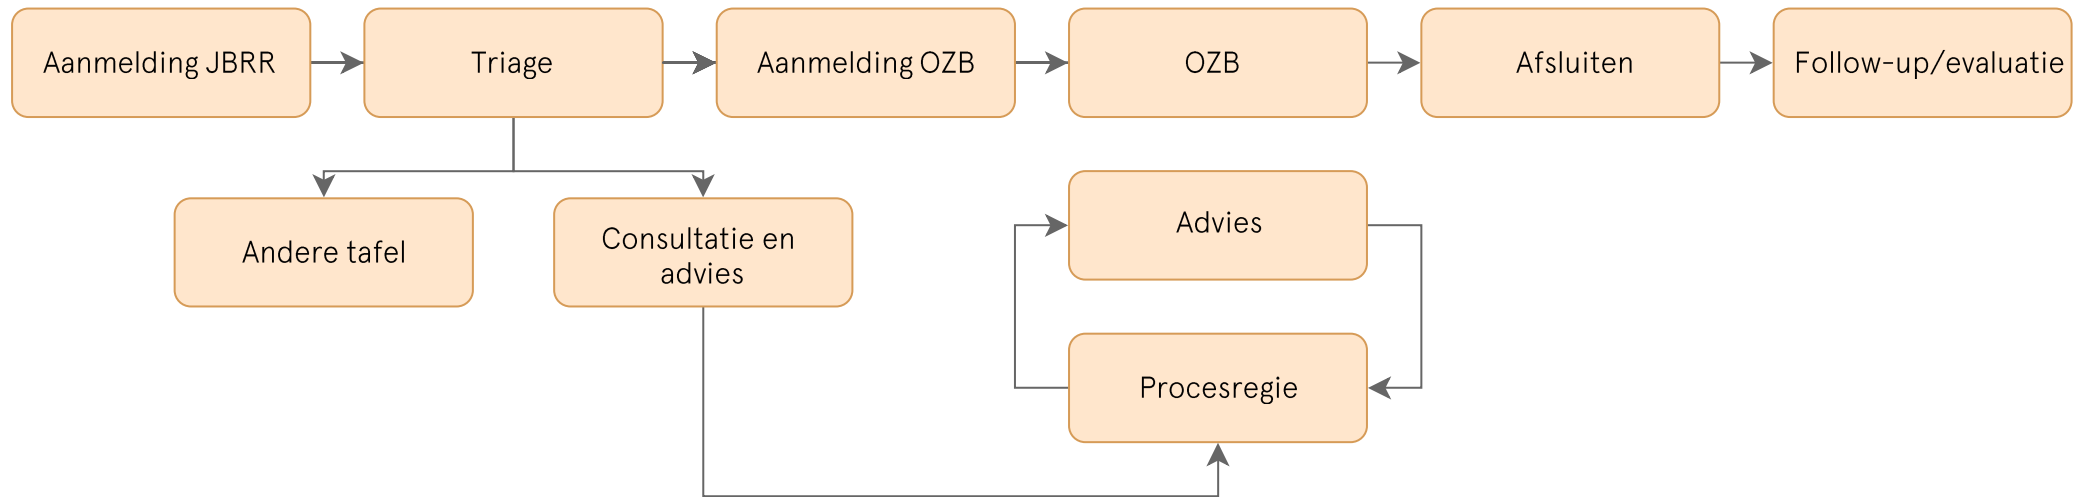 Aanmelding JBRR
Triage
Aanmelding OZB
OZB
Afsluiten
Follow-up/evaluatie
Andere tafel
Consultatie en
advies
Advies
Procesregie